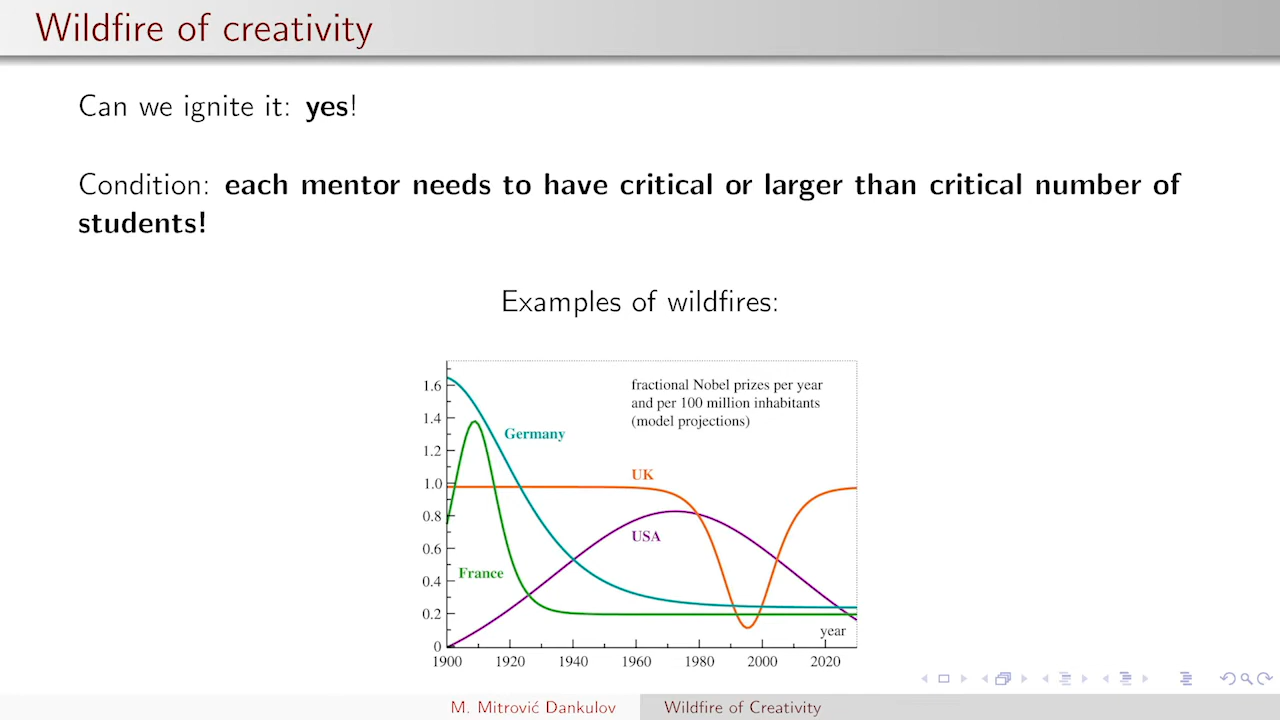 Wildfire of creativity
Can we ignite it: yes!
Condition: each mentor needs to have critical or larger than critical number of
students!
Examples of wildfires:
fractional Nobel prizes per year
and per 100 million inhabitants
(model projections)
1.6
1.4
1.2
1.0
0.8
0.6
0.4
0.2
0
Germany
UK
USA
France
year
1900 1920 1940 1960 1980 2000 2020
M. Mitrović Dankulov Wildfire of Creativity